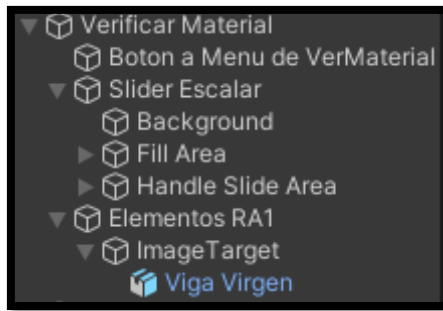 Verificar Material
Boton a Menu de VerMaterial
Slider Escalar
Background
Fill Area
Handle Slide Area
Elementos RA1
ImageTarget
Viga Virgen